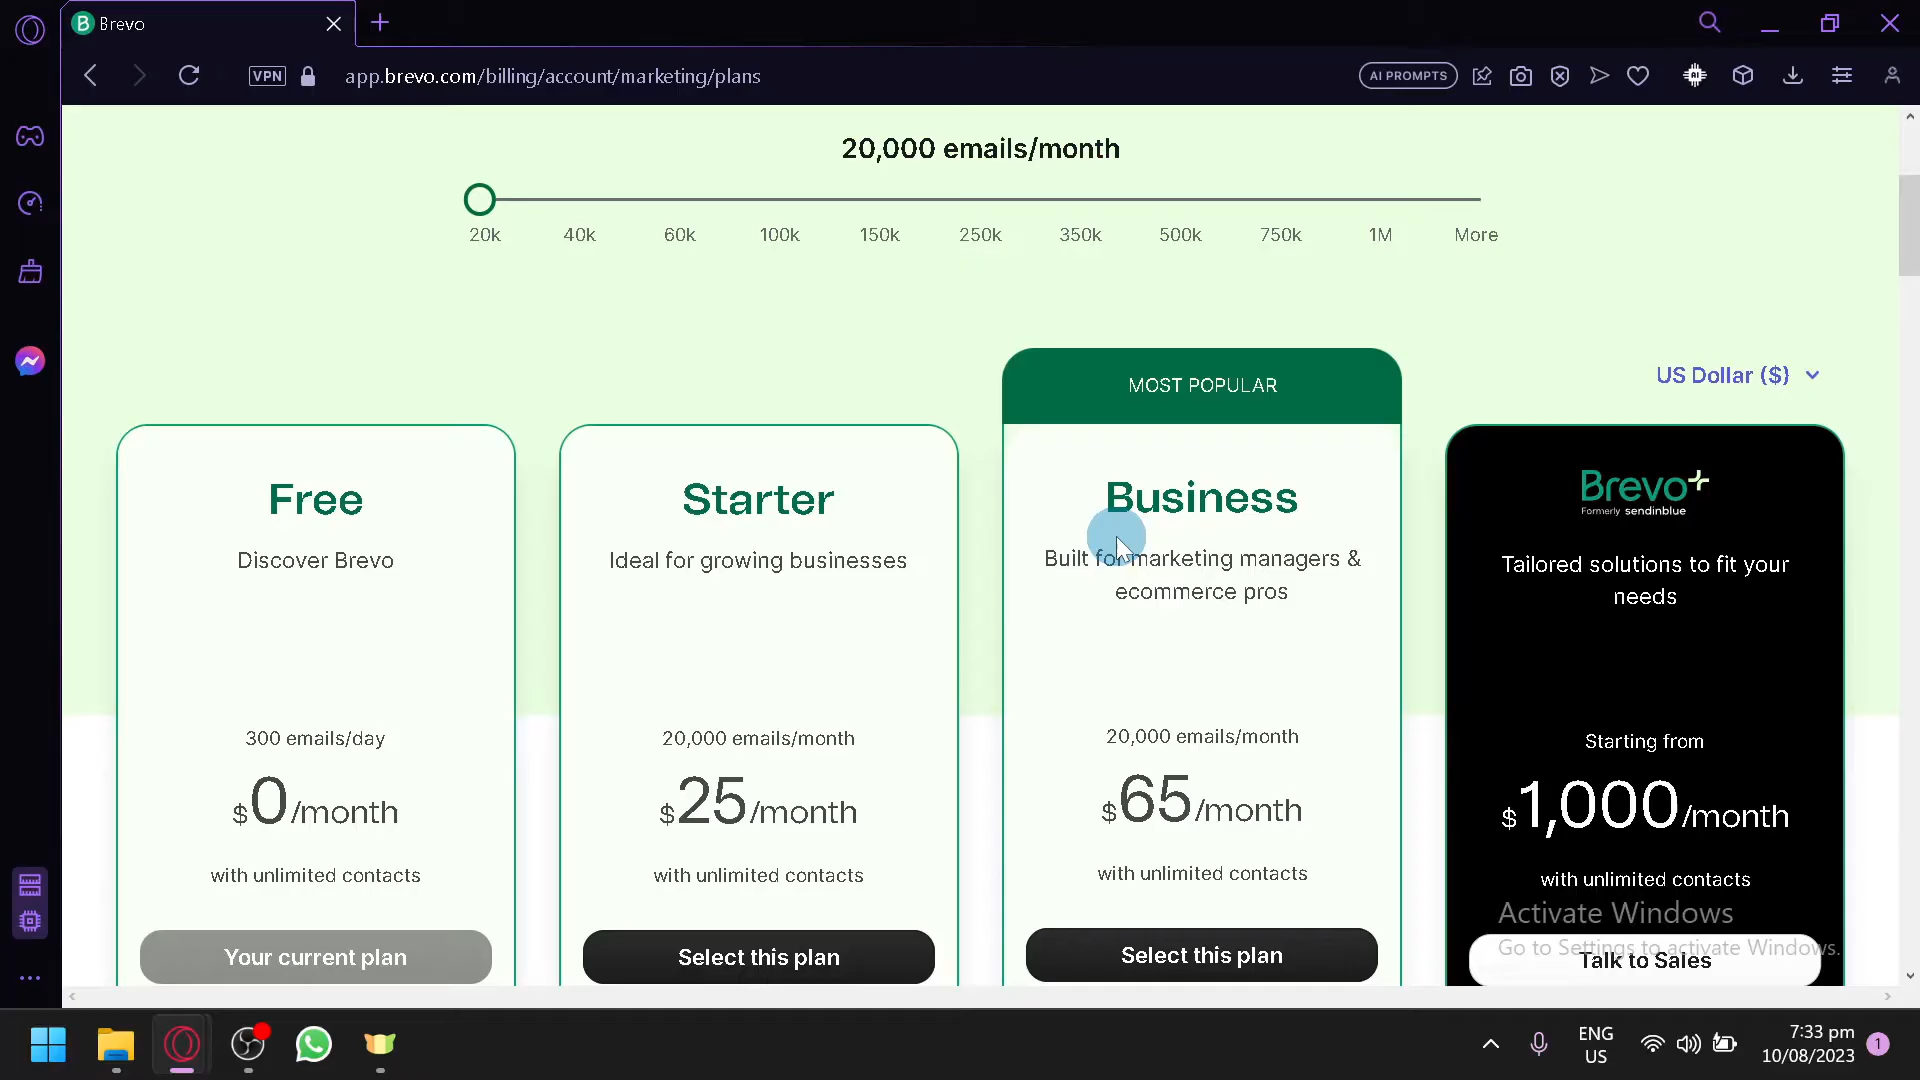 Brevo
VPN
app.brevo.com/billing/account/marketing/plans
AI PROMPTS
20,000 emails/month
20k 40k 60k 100k 150k 250k 350k 500k 750k 1M More
US Dollar ($)
Free
Discover Brevo
300 emails/day
$0/month
with unlimited contacts
Your current plan
Starter
Ideal for growing businesses
20,000 emails/month
$25/month
with unlimited contacts
Select this plan
MOST POPULAR
Business
Built for marketing managers &
ecommerce pros
20,000 emails/month
$65/month
with unlimited contacts
Select this plan
Brevo+
Formerly sendinblue
Tailored solutions to fit your
needs
Starting from
$1,000/month
with unlimited contacts
Talk to Sales
Activate Windows
Go to Settings to activate Windows.
ENG
US
7:33 pm
10/08/2023
1